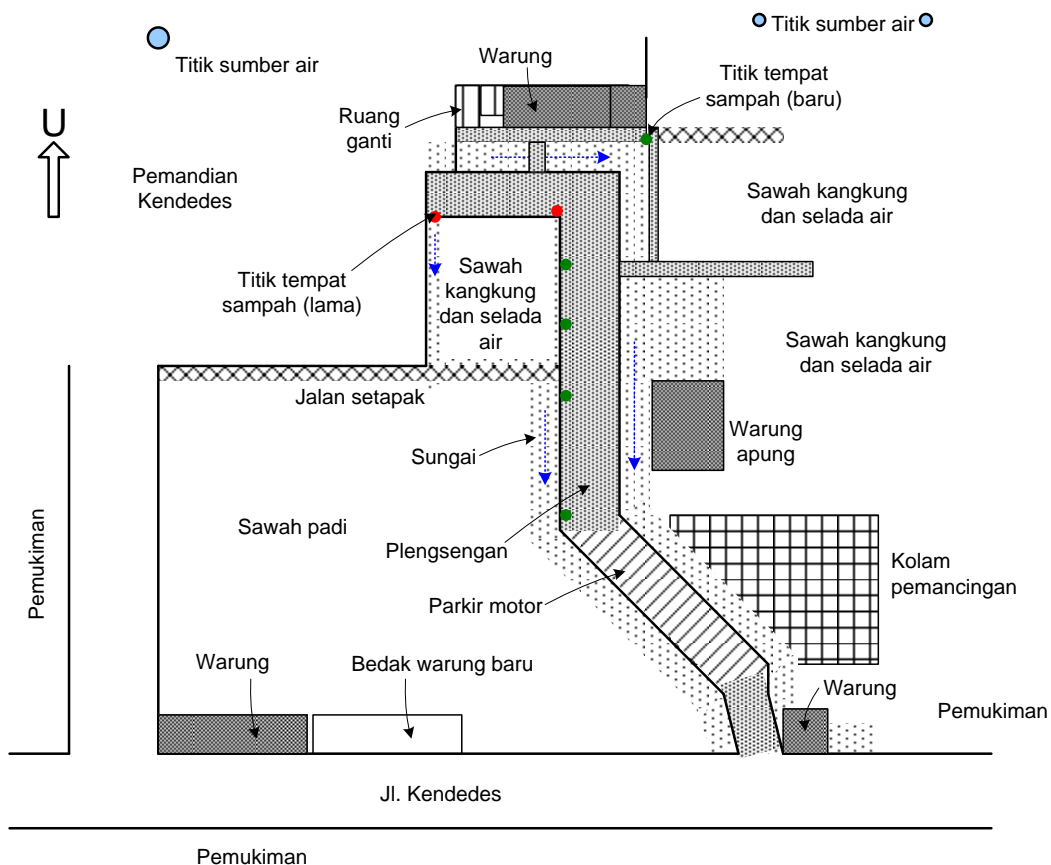 Titik sumber air
Titik sumber air
Warung
Titik tempat
sampah (baru)
Ruang
ganti
U
Pemandian
Kendedes
Sawah kangkung
dan selada air
Titik tempat
sampah (lama)
Sawah
kangkung
dan selada
air
Sawah kangkung
dan selada air
Jalan setapak
Warung
apung
Sungai
Sawah padi
Plengsengan
Kolam
pemancingan
Parkir motor
Pemukiman
Warung
Bedak warung baru
Warung
Pemukiman
Jl. Kendedes
Pemukiman